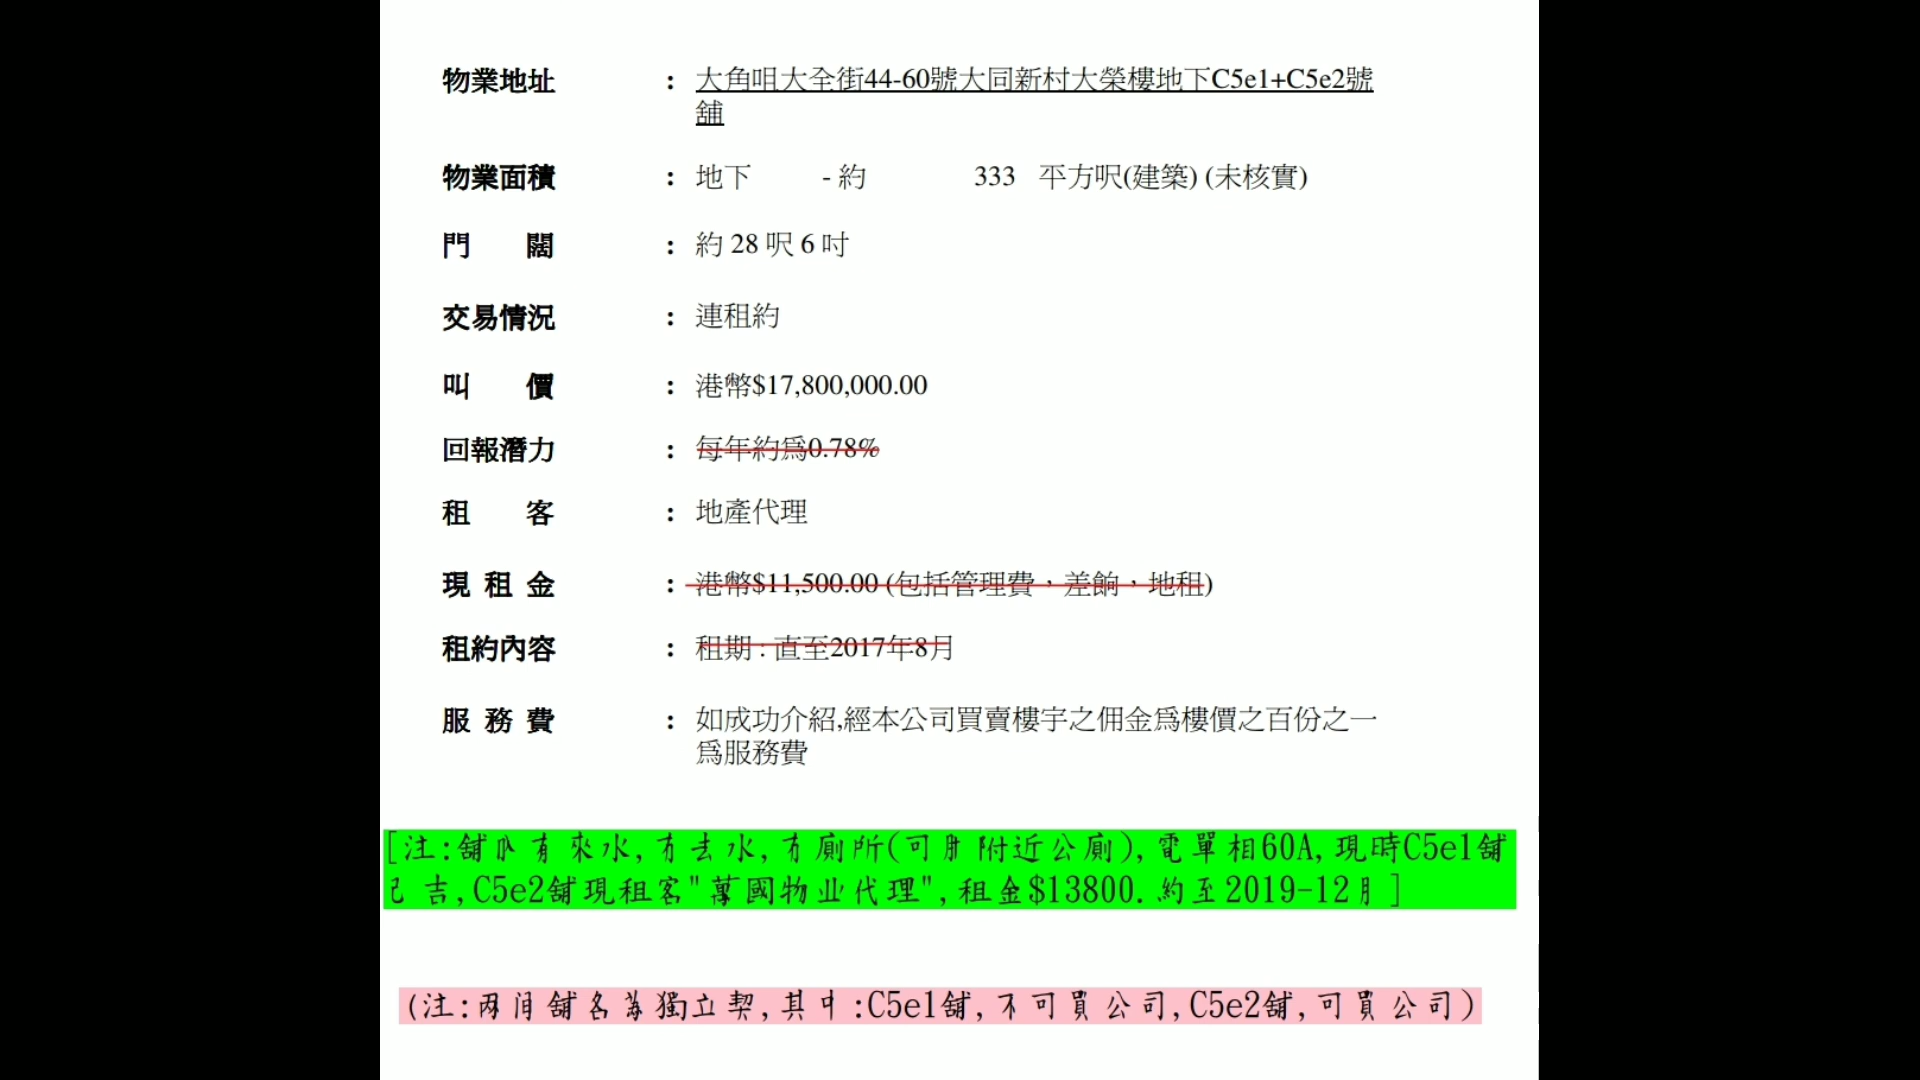 物業地址 : 大角咀大全街44-60號大同新村大榮樓地下C5e1+C5e2號
舖
物業面積 : 地下 - 約 333 平方呎(建築) (未核實)
門 闊 : 約 28 呎 6 吋
交易情況 : 連租約
叫 價 : 港幣$17,800,000.00
回報潛力 : 每年約爲0.78%
租 客 : 地產代理
現 租 金 : 港幣$11,500.00 (包括管理費，差餉，地租)
租約內容 : 租期 : 直至2017年8月
服 務 費 : 如成功介紹,經本公司買賣樓宇之佣金爲樓價之百份之一
爲服務費
[注:舖內有來水,有去水,有廁所(可用附近公廁),電單相60A,現時C5e1舖
已吉,C5e2舖現租客"萬國物业代理",租金$13800.約至2019-12月]
(注:兩間舖各為獨立契,其中:C5e1舖,不可買公司,C5e2舖,可買公司)